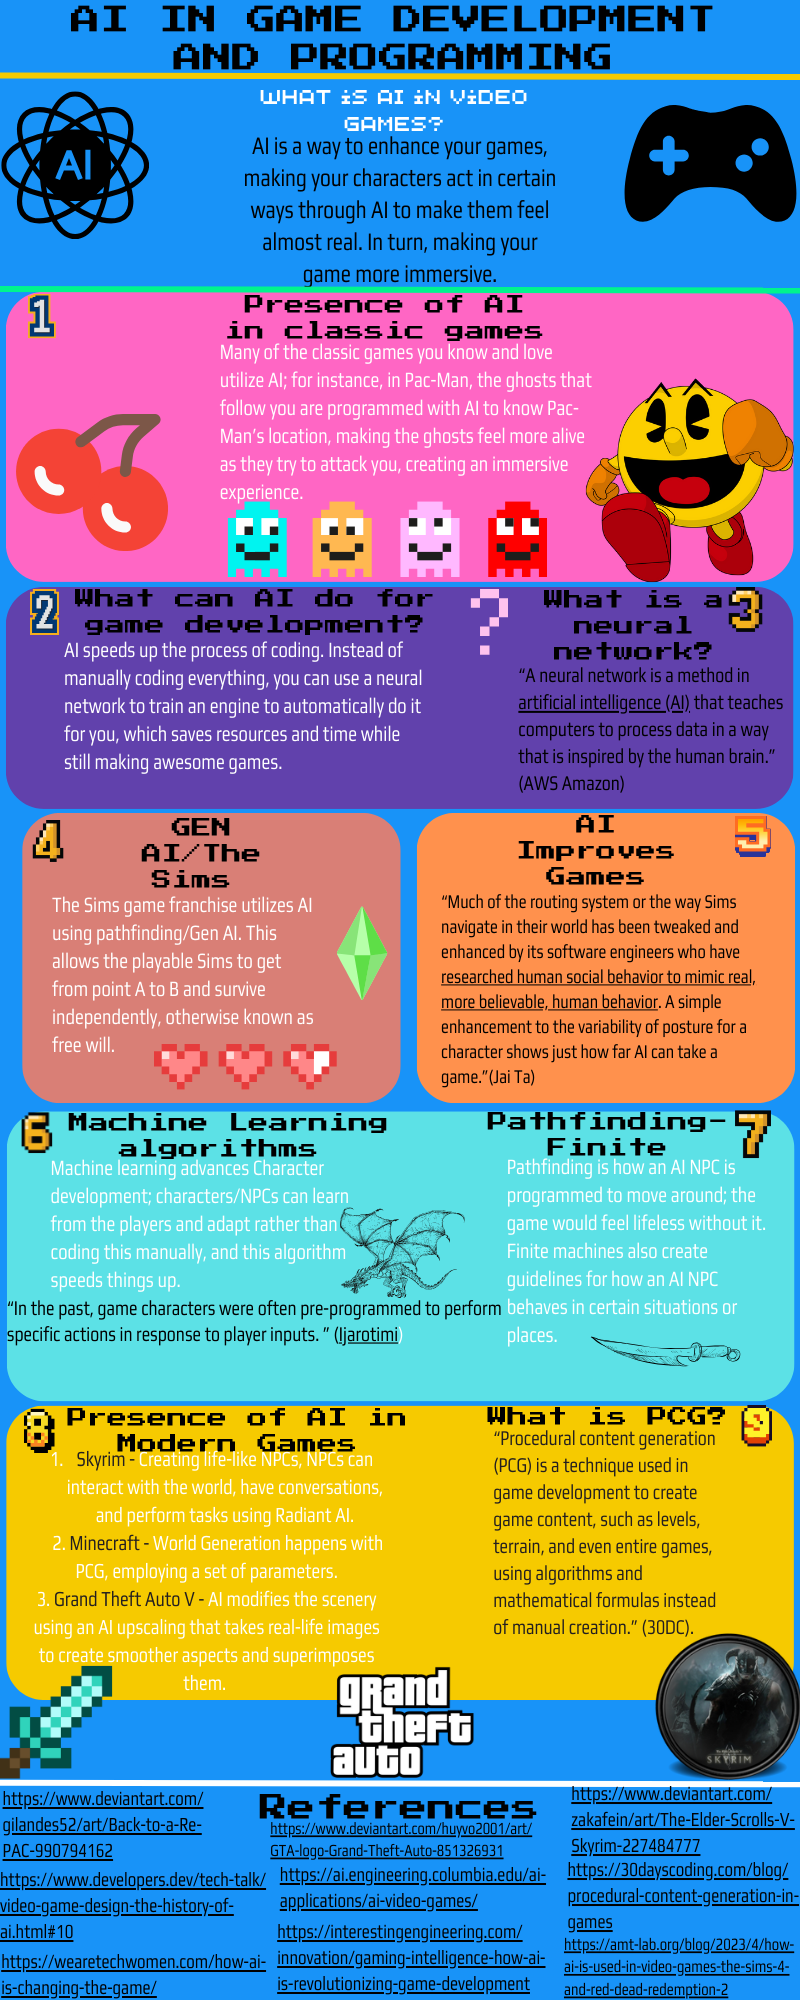 AI IN GAME DEVELOPMENT
AND PROGRAMMING
WHAT iS AI iN ViDEO
GAMES?
AI
AI is a way to enhance your games,
making your characters act in certain
ways through AI to make them feel
almost real. In turn, making your
game more immersive.
1
Presence of AI
in classic games
Many of the classic games you know and love
utilize AI; for instance, in Pac-Man, the ghosts that
follow you are programmed with AI to know Pac-
Man's location, making the ghosts feel more alive
as they try to attack you, creating an immersive
experience.
2
What can AI do for
game development?
AI speeds up the process of coding. Instead of
manually coding everything, you can use a neural
network to train an engine to automatically do it
for you, which saves resources and time while
still making awesome games.
?
What is a
neural
network?
3
“A neural network is a method in
artificial intelligence (AI) that teaches
computers to process data in a way
that is inspired by the human brain.”
(AWS Amazon)
4
GEN
AI/The
Sims
The Sims game franchise utilizes AI
using pathfinding/Gen AI. This
allows the playable Sims to get
from point A to B and survive
independently, otherwise known as
free will.
AI
Improves
Games
5
“Much of the routing system or the way Sims
navigate in their world has been tweaked and
enhanced by its software engineers who have
researched human social behavior to mimic real,
more believable, human behavior. A simple
enhancement to the variability of posture for a
character shows just how far AI can take a
game.”(Jai Ta)
6
Machine Learning
algorithms
Machine learning advances Character
development; characters/NPCs can learn
from the players and adapt rather than
coding this manually, and this algorithm
speeds things up.
“In the past, game characters were often pre-programmed to perform
specific actions in response to player inputs. ” (Ijarotimi)
Pathfinding-
Finite
7
Pathfinding is how an AI NPC is
programmed to move around; the
game would feel lifeless without it.
Finite machines also create
guidelines for how an AI NPC
behaves in certain situations or
places.
8
Presence of AI in
Modern Games
1. Skyrim - Creating life-like NPCs, NPCs can
interact with the world, have conversations,
and perform tasks using Radiant AI.
2. Minecraft - World Generation happens with
PCG, employing a set of parameters.
3. Grand Theft Auto V - AI modifies the scenery
using an AI upscaling that takes real-life images
to create smoother aspects and superimposes
them.
What is PCG?
9
“Procedural content generation
(PCG) is a technique used in
game development to create
game content, such as levels,
terrain, and even entire games,
using algorithms and
mathematical formulas instead
of manual creation.” (30DC).
grand
theft
auto
SKYRIM
References
https://www.deviantart.com/
gilandes52/art/Back-to-a-Re-
PAC-990794162
https://www.developers.dev/tech-talk/
video-game-design-the-history-of-
ai.html#10
https://wearetechwomen.com/how-ai-
is-changing-the-game/
https://www.deviantart.com/huyvo2001/art/
GTA-logo-Grand-Theft-Auto-851326931
https://ai.engineering.columbia.edu/ai-
applications/ai-video-games/
https://interestingengineering.com/
innovation/gaming-intelligence-how-ai-
is-revolutionizing-game-development
https://www.deviantart.com/
zakafein/art/The-Elder-Scrolls-V-
Skyrim-227484777
https://30dayscoding.com/blog/
procedural-content-generation-in-
games
https://amt-lab.org/blog/2023/4/how-
ai-is-used-in-video-games-the-sims-4-
and-red-dead-redemption-2